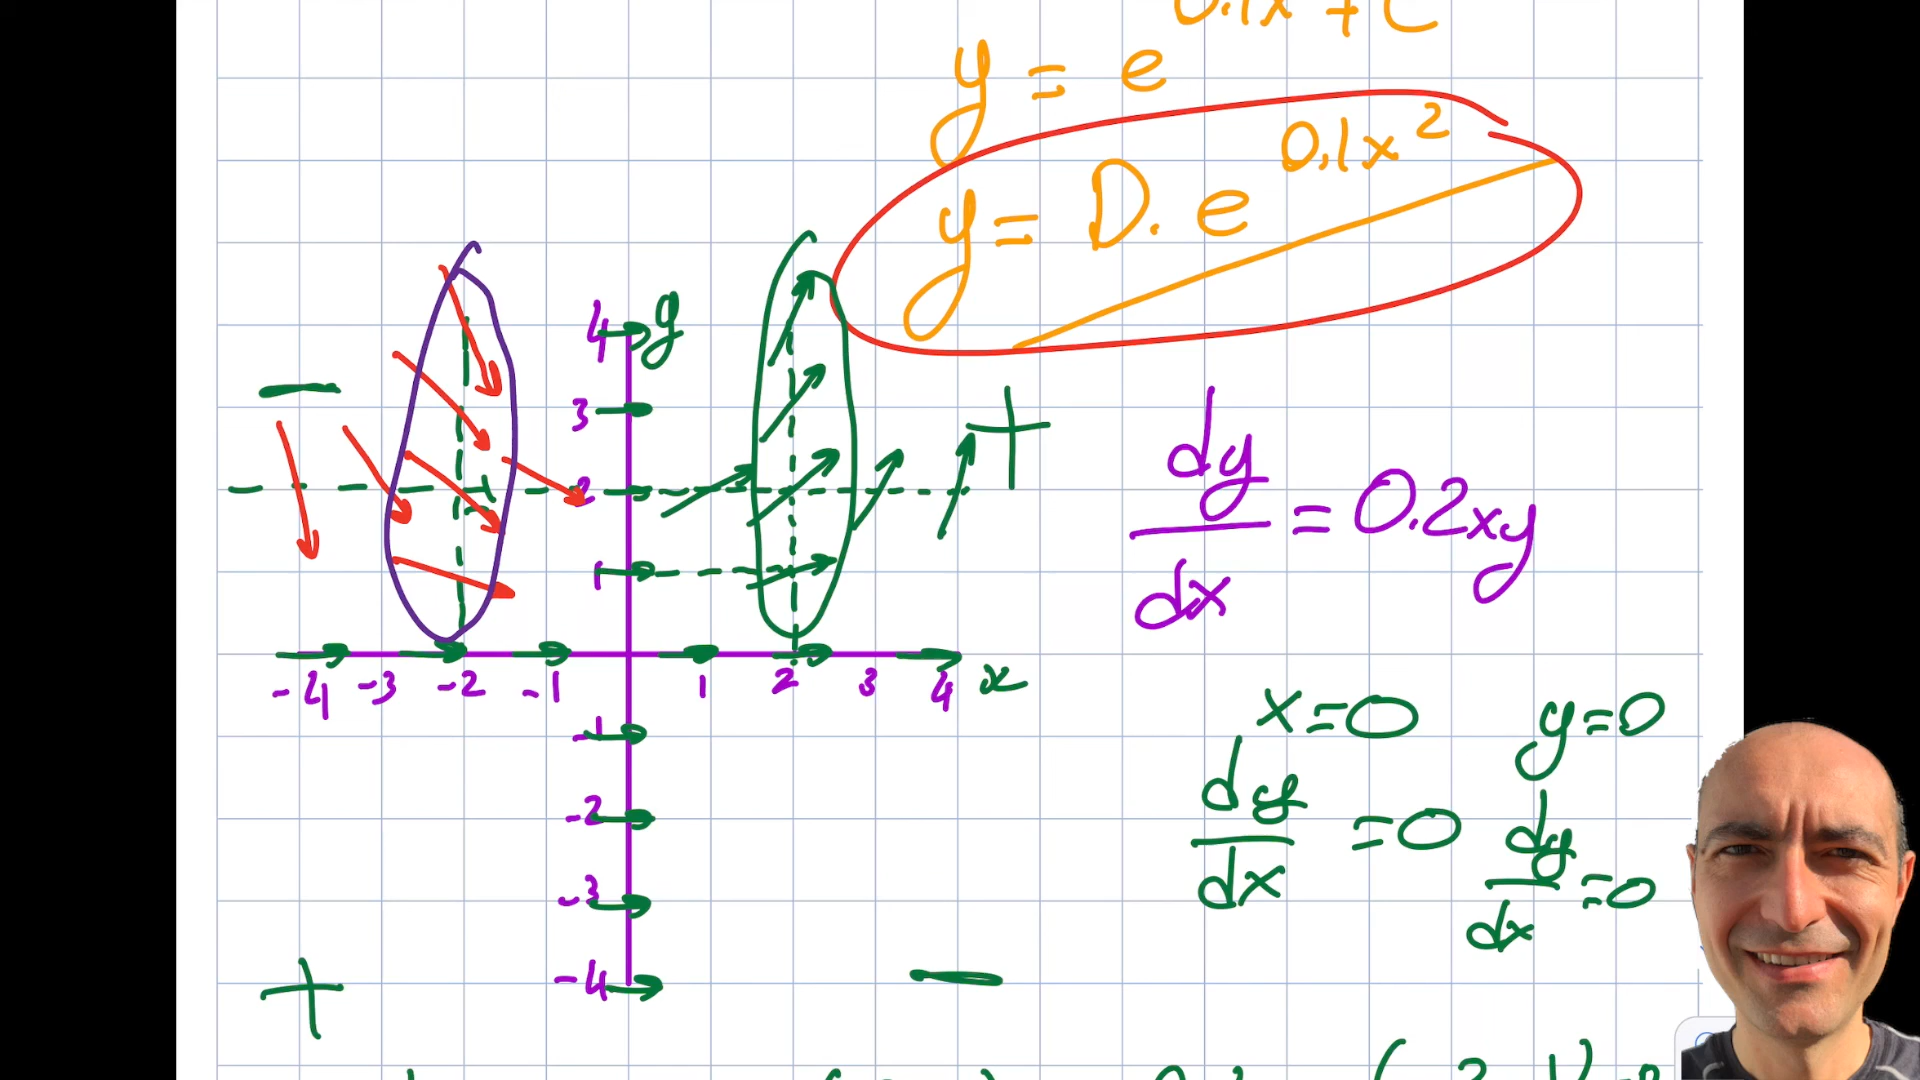 0.1x + C
y = e
y = D. e^0.1x²
4 y
3
2
1
-4 -3 -2 -1 1 2 3 4 x
-1
-2
-3
-4
− +
+ −
dy/dx = 0.2xy
x=0 y=0
dy/dx =0 dy/dx =0